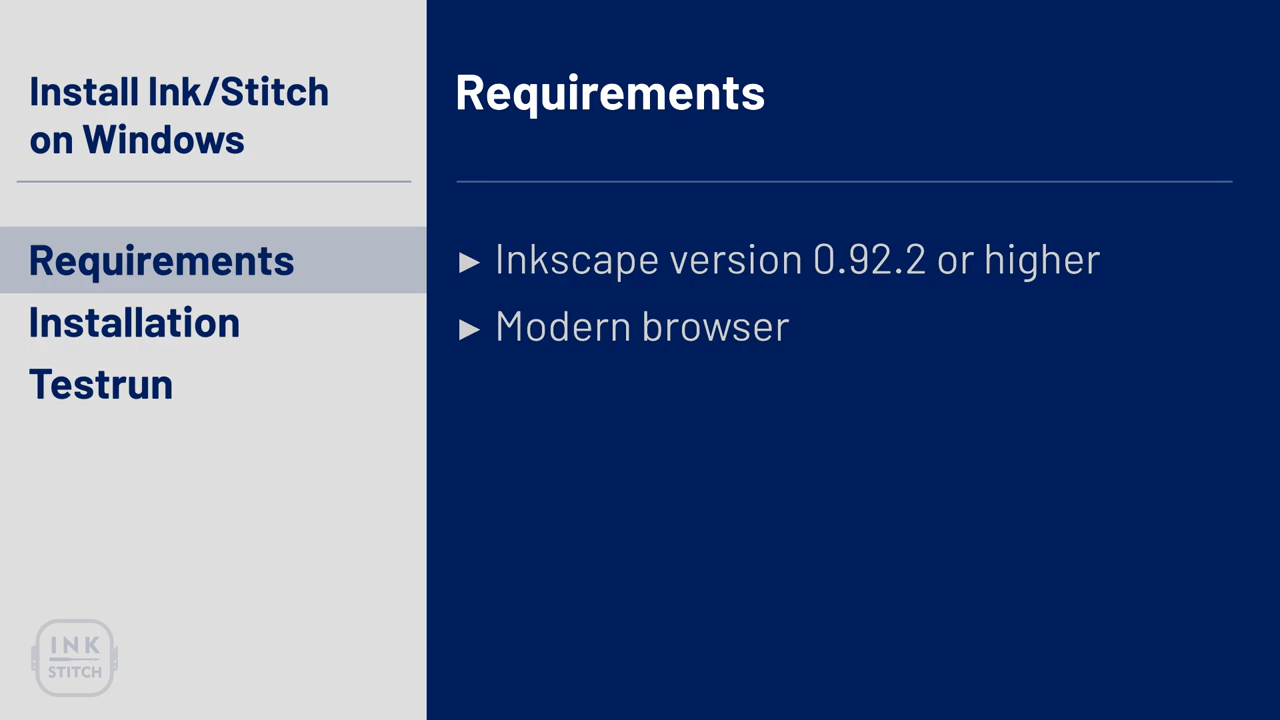 Install Ink/Stitch
on Windows
Requirements
Installation
Testrun
INK
STITCH
Requirements
► Inkscape version 0.92.2 or higher
► Modern browser